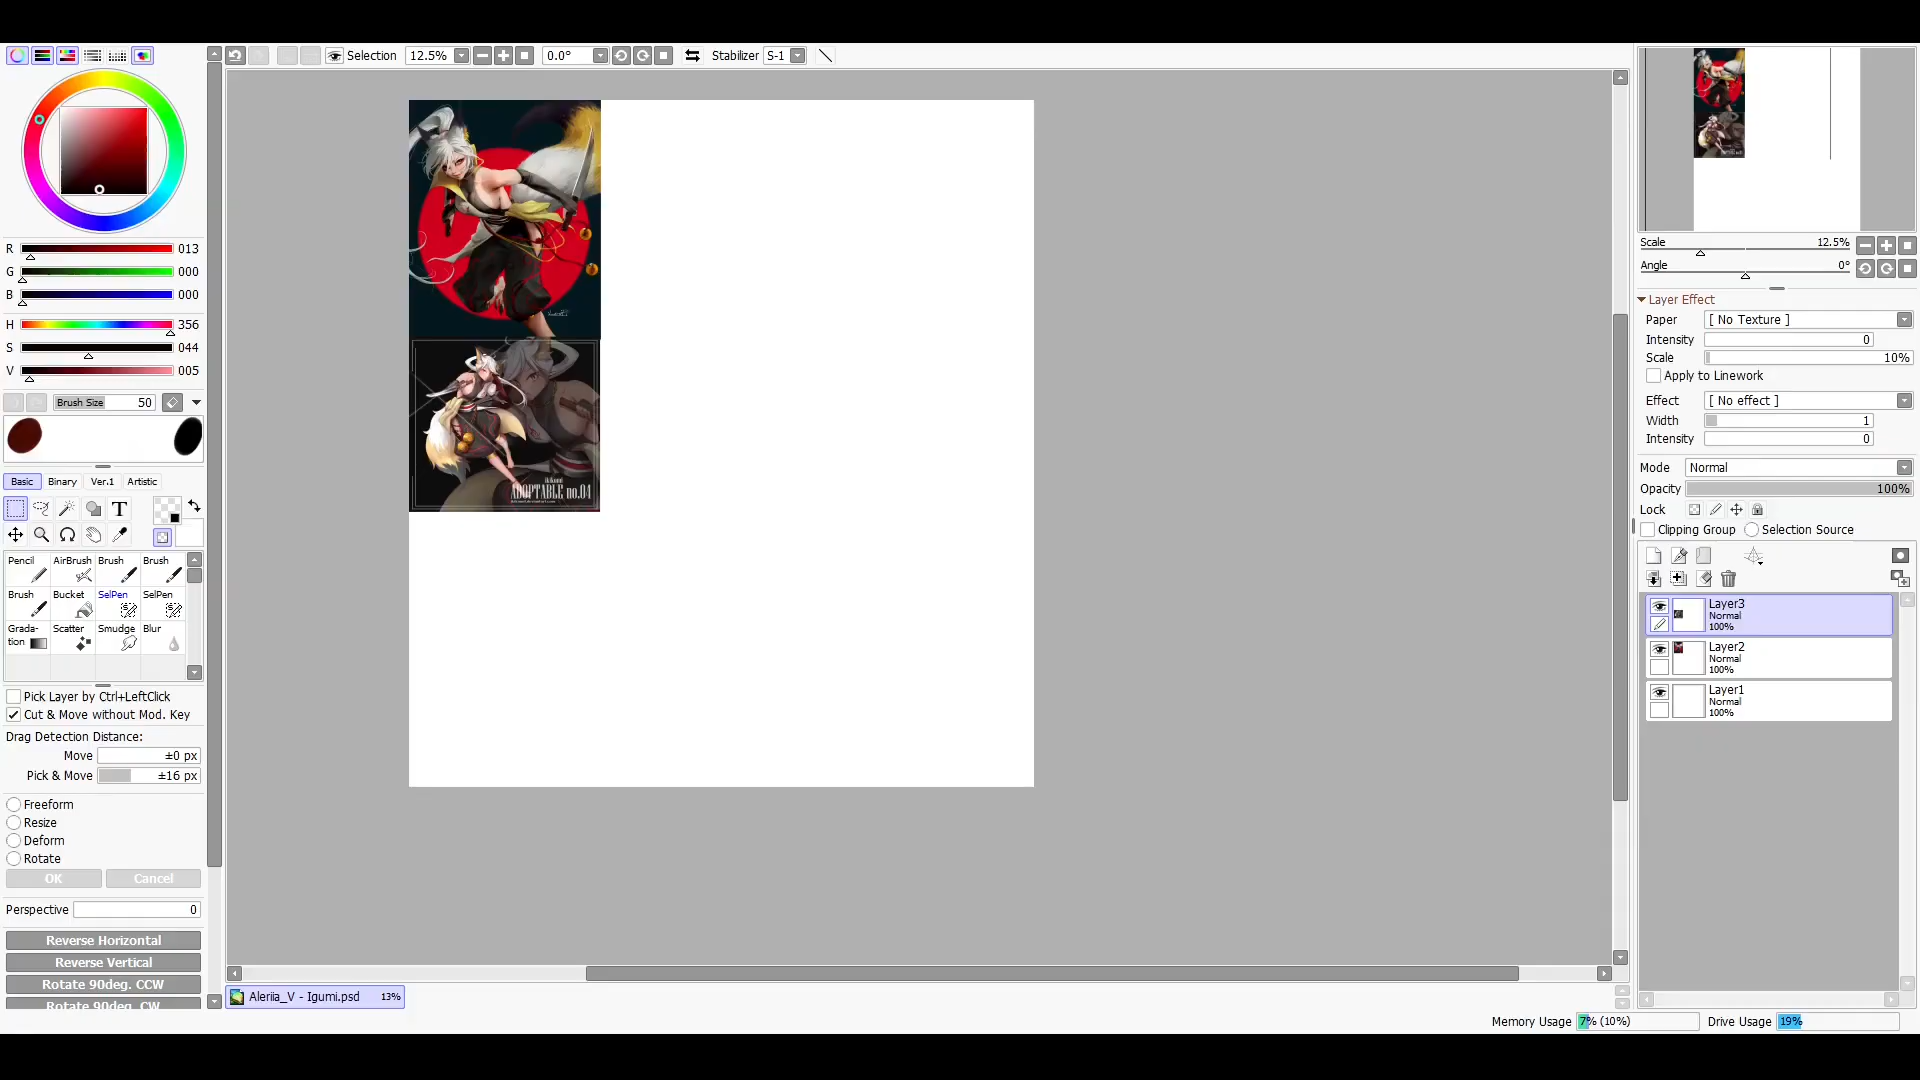 Selection 12.5% 0.0° Stabilizer S-1
R 013
G 000
B 000
H 356
S 044
V 005
Brush Size 50
Basic Binary Ver.1 Artistic
T
Pencil AirBrush Brush Brush
Brush Bucket SelPen SelPen
Grada-
tion
Scatter Smudge Blur
Pick Layer by Ctrl+LeftClick
Cut & Move without Mod. Key
Drag Detection Distance:
Move ±0 px
Pick & Move ±16 px
Freeform
Resize
Deform
Rotate
OK Cancel
Perspective 0
Reverse Horizontal
Reverse Vertical
Rotate 90deg. CCW
Rotate 90deg. CW
ADOPTABLE no.04
Aleriia_V - Igumi.psd 13%
Scale 12.5%
Angle 0°
Layer Effect
Paper [ No Texture ]
Intensity 0
Scale 10%
Apply to Linework
Effect [ No effect ]
Width 1
Intensity 0
Mode Normal
Opacity 100%
Lock
Clipping Group Selection Source
Layer3
Normal
100%
Layer2
Normal
100%
Layer1
Normal
100%
Memory Usage 7% (10%) Drive Usage 19%